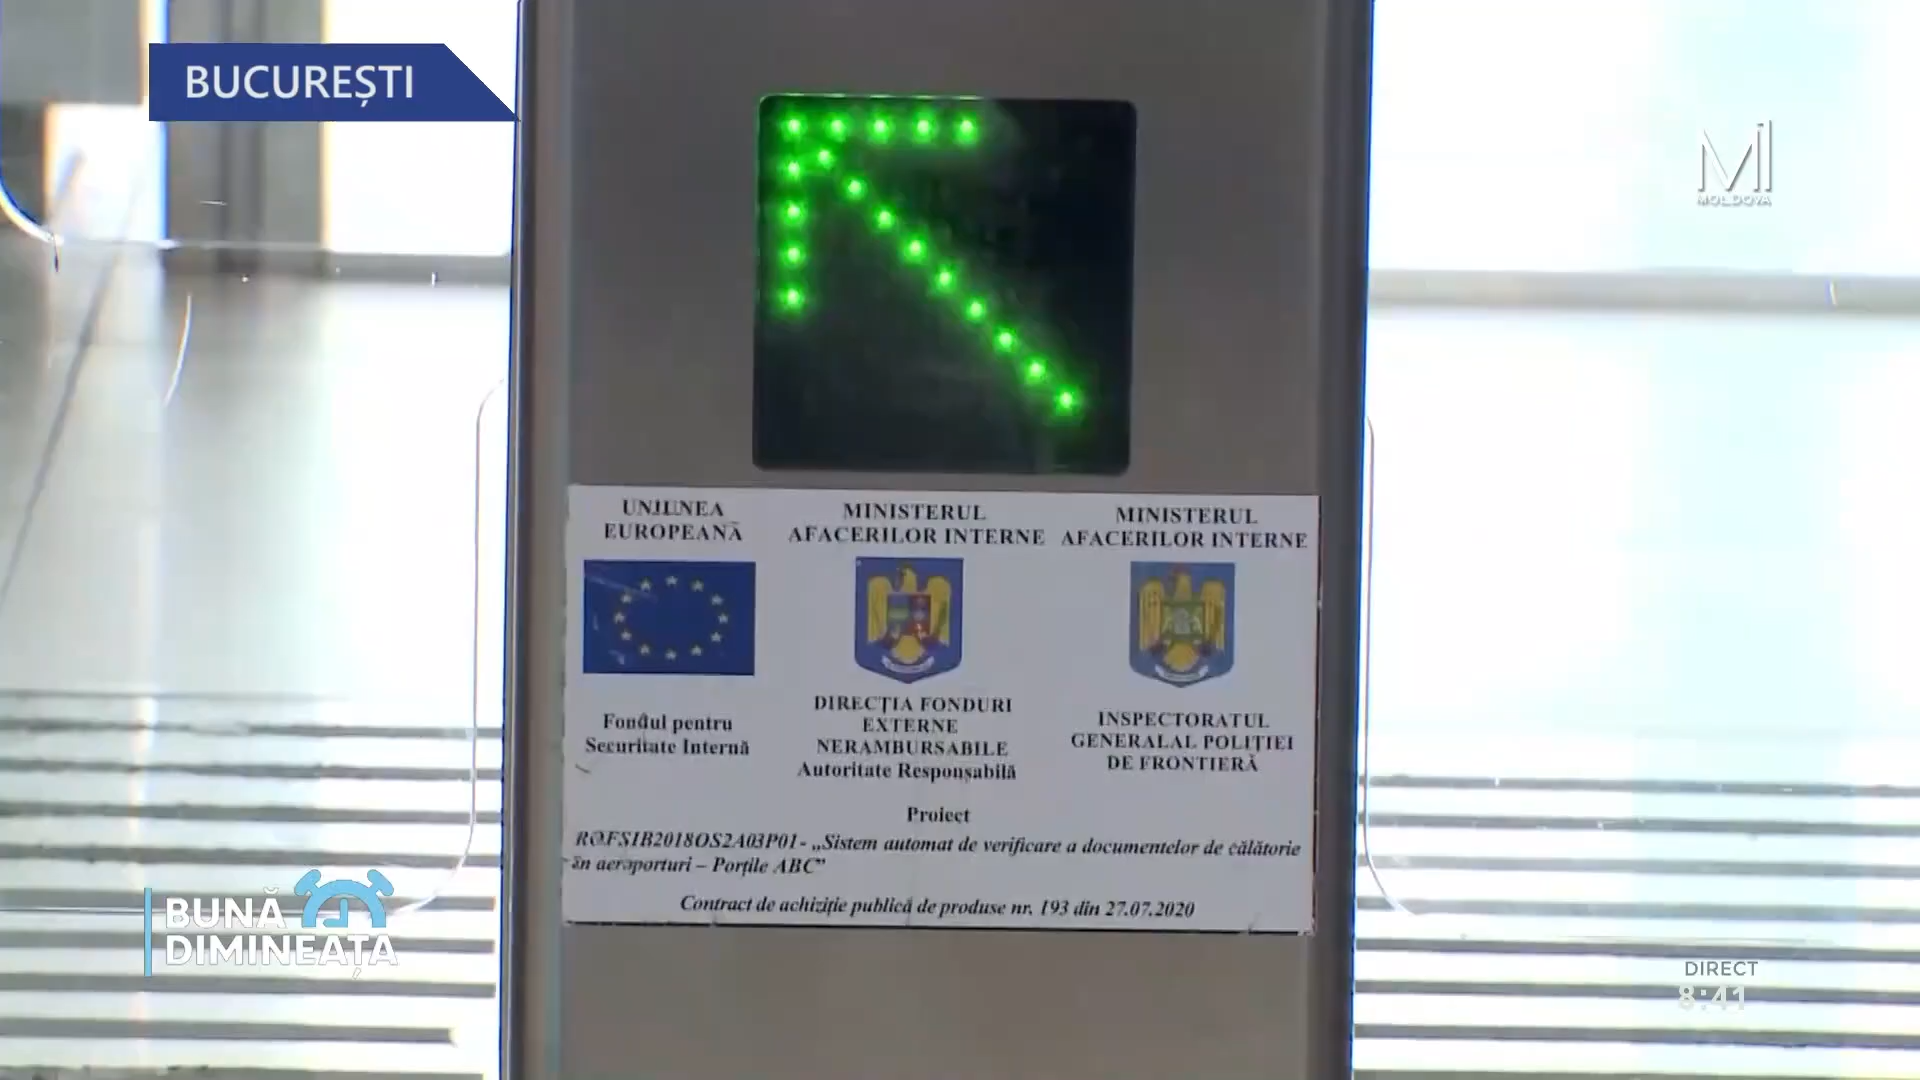 BUCUREȘTI
M1
MOLDOVA
UNIUNEA
EUROPEANĂ
MINISTERUL
AFACERILOR INTERNE
MINISTERUL
AFACERILOR INTERNE
Fondul pentru
Securitate Internă
DIRECȚIA FONDURI
EXTERNE
NERAMBURSABILE
Autoritate Responsabilă
INSPECTORATUL
GENERALAL POLIȚIEI
DE FRONTIERĂ
Proiect
ROFSIB2018OS2A03P01- „Sistem automat de verificare a documentelor de călătorie
în aeroporturi – Porțile ABC”
Contract de achiziție publică de produse nr. 193 din 27.07.2020
BUNĂ
DIMINEAȚA
DIRECT
8:41